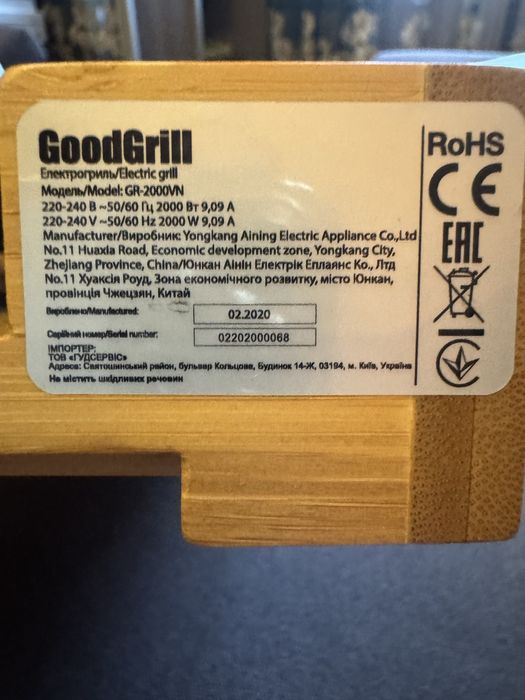 GoodGrill
Електрогриль/Electric grill
Модель/Model: GR-2000VN
220-240 В ~50/60 Гц 2000 Вт 9,09 А
220-240 V ~50/60 Hz 2000 W 9,09 A
Manufacturer/Виробник: Yongkang Aining Electric Appliance Co.,Ltd
No.11 Huaxia Road, Economic development zone, Yongkang City,
Zhejiang Province, China/Юнкан Айнін Електрік Еплаянс Ко., Лтд
No.11 Хуаксія Роуд, Зона економічного розвитку, місто Юнкан,
провінція Чжецзян, Китай
Вироблено/Manufactured: 02.2020
Серійний номер/Serial number: 02202000068
ІМПОРТЕР:
ТОВ «ГУДСЕРВІС»
Адреса: Святошинський район, бульвар Кольцова, Будинок 14-Ж, 03194, м. Київ, Україна
Не містить шкідливих речовин
RoHS
CE
EAC